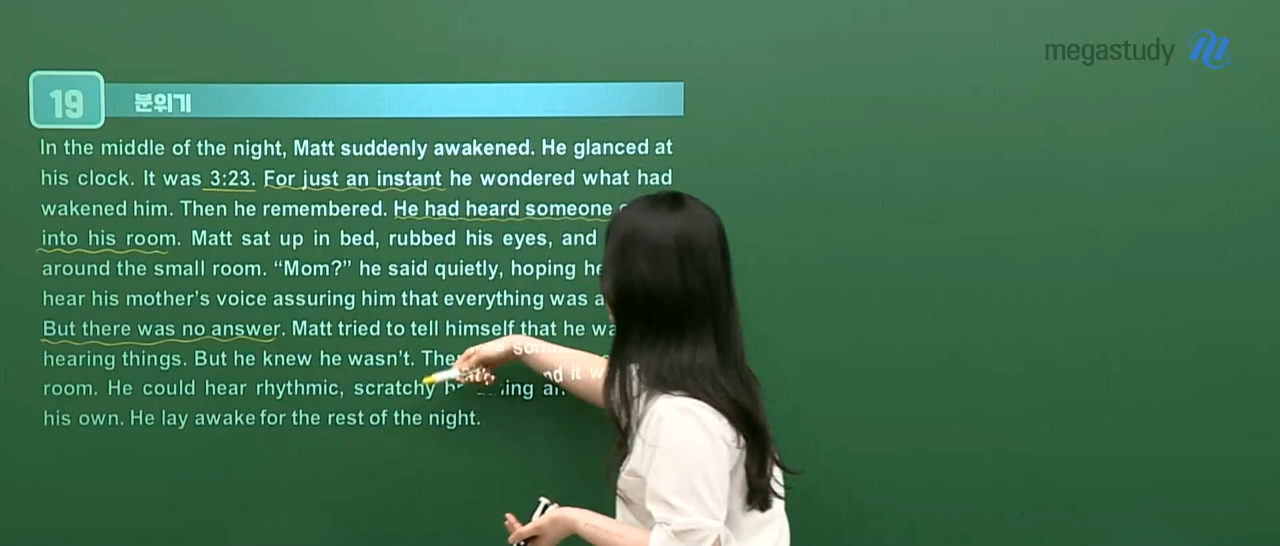 megastudy
19 분위기
In the middle of the night, Matt suddenly awakened. He glanced at
his clock. It was 3:23. For just an instant he wondered what had
wakened him. Then he remembered. He had heard someone
into his room. Matt sat up in bed, rubbed his eyes, and
around the small room. “Mom?” he said quietly, hoping he
hear his mother’s voice assuring him that everything was
But there was no answer. Matt tried to tell himself that he
hearing things. But he knew he wasn’t.
room. He could hear rhythmic, scratchy
his own. He lay awake for the rest of the night.